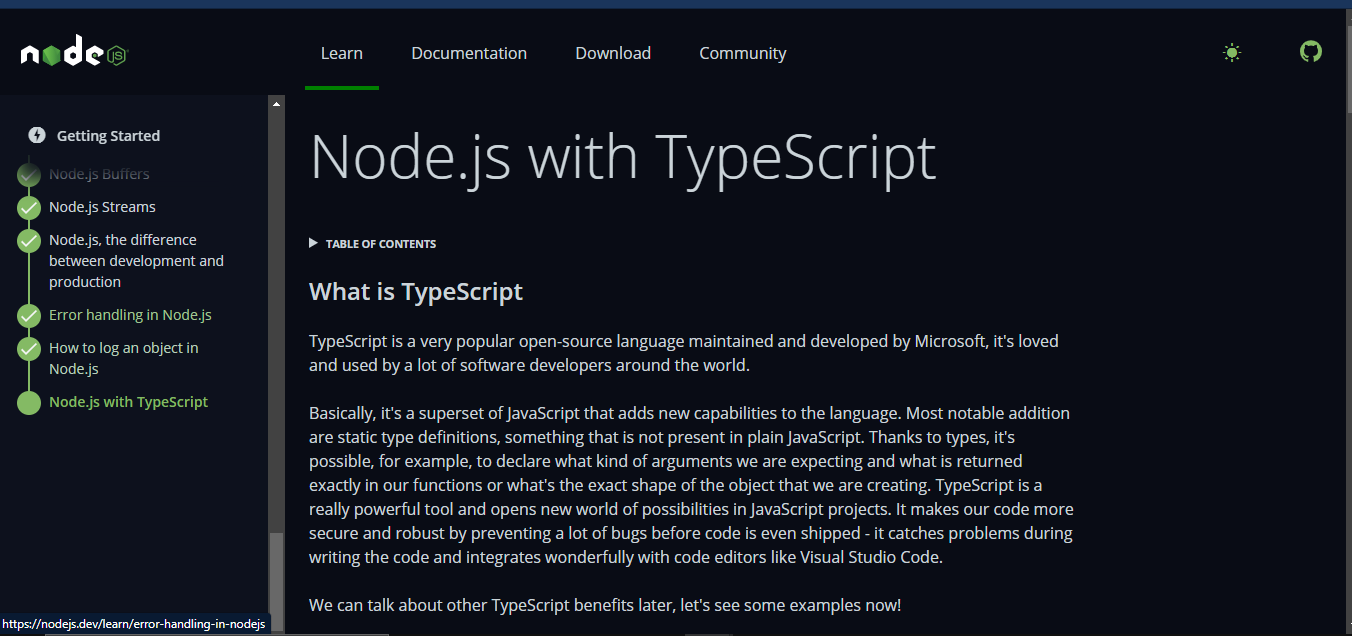 node JS
Learn
Documentation
Download
Community
Getting Started
Node.js Buffers
Node.js Streams
Node.js, the difference
between development and
production
Error handling in Node.js
How to log an object in
Node.js
Node.js with TypeScript
Node.js with TypeScript
TABLE OF CONTENTS
What is TypeScript
TypeScript is a very popular open-source language maintained and developed by Microsoft, it's loved
and used by a lot of software developers around the world.
Basically, it's a superset of JavaScript that adds new capabilities to the language. Most notable addition
are static type definitions, something that is not present in plain JavaScript. Thanks to types, it's
possible, for example, to declare what kind of arguments we are expecting and what is returned
exactly in our functions or what's the exact shape of the object that we are creating. TypeScript is a
really powerful tool and opens new world of possibilities in JavaScript projects. It makes our code more
secure and robust by preventing a lot of bugs before code is even shipped - it catches problems during
writing the code and integrates wonderfully with code editors like Visual Studio Code.
We can talk about other TypeScript benefits later, let's see some examples now!
https://nodejs.dev/learn/error-handling-in-nodejs